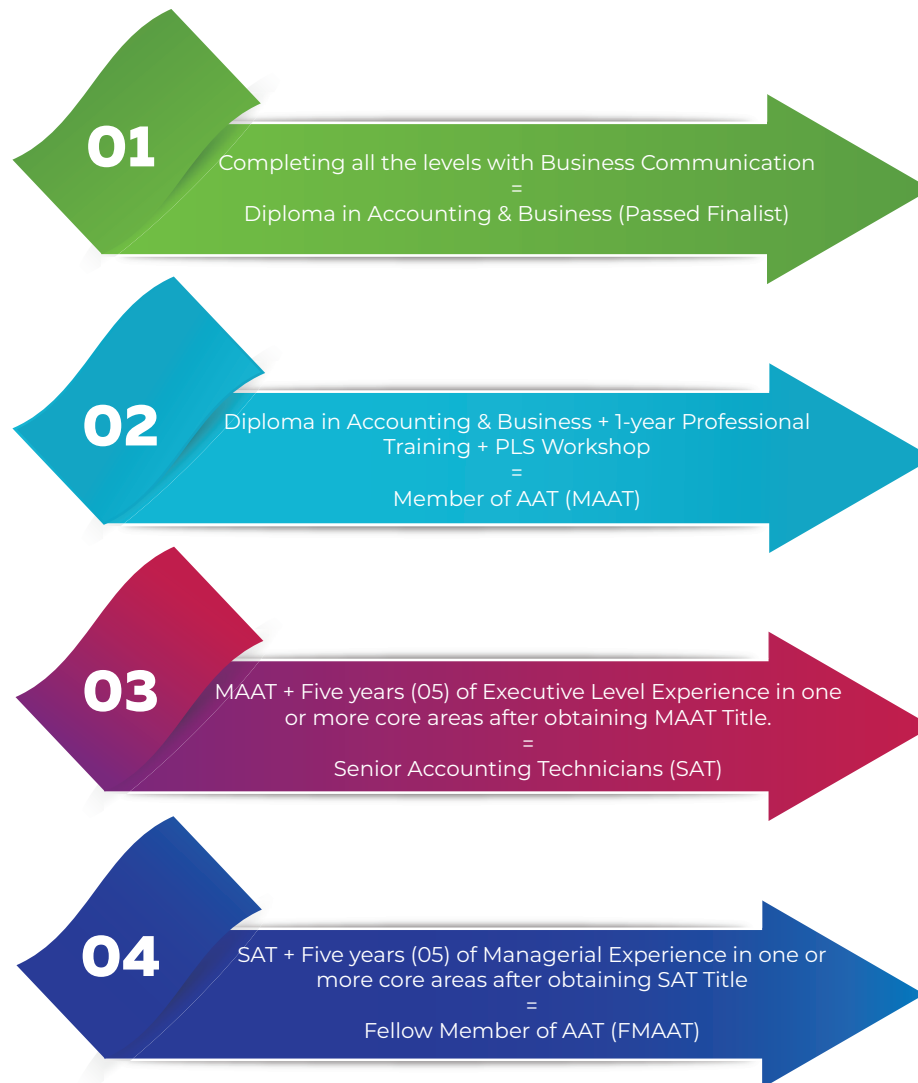 01
Completing all the levels with Business Communication
=
Diploma in Accounting & Business (Passed Finalist)
02
Diploma in Accounting & Business + 1-year Professional
Training + PLS Workshop
=
Member of AAT (MAAT)
03
MAAT + Five years (05) of Executive Level Experience in one
or more core areas after obtaining MAAT Title.
=
Senior Accounting Technicians (SAT)
04
SAT + Five years (05) of Managerial Experience in one or
more core areas after obtaining SAT Title
=
Fellow Member of AAT (FMAAT)